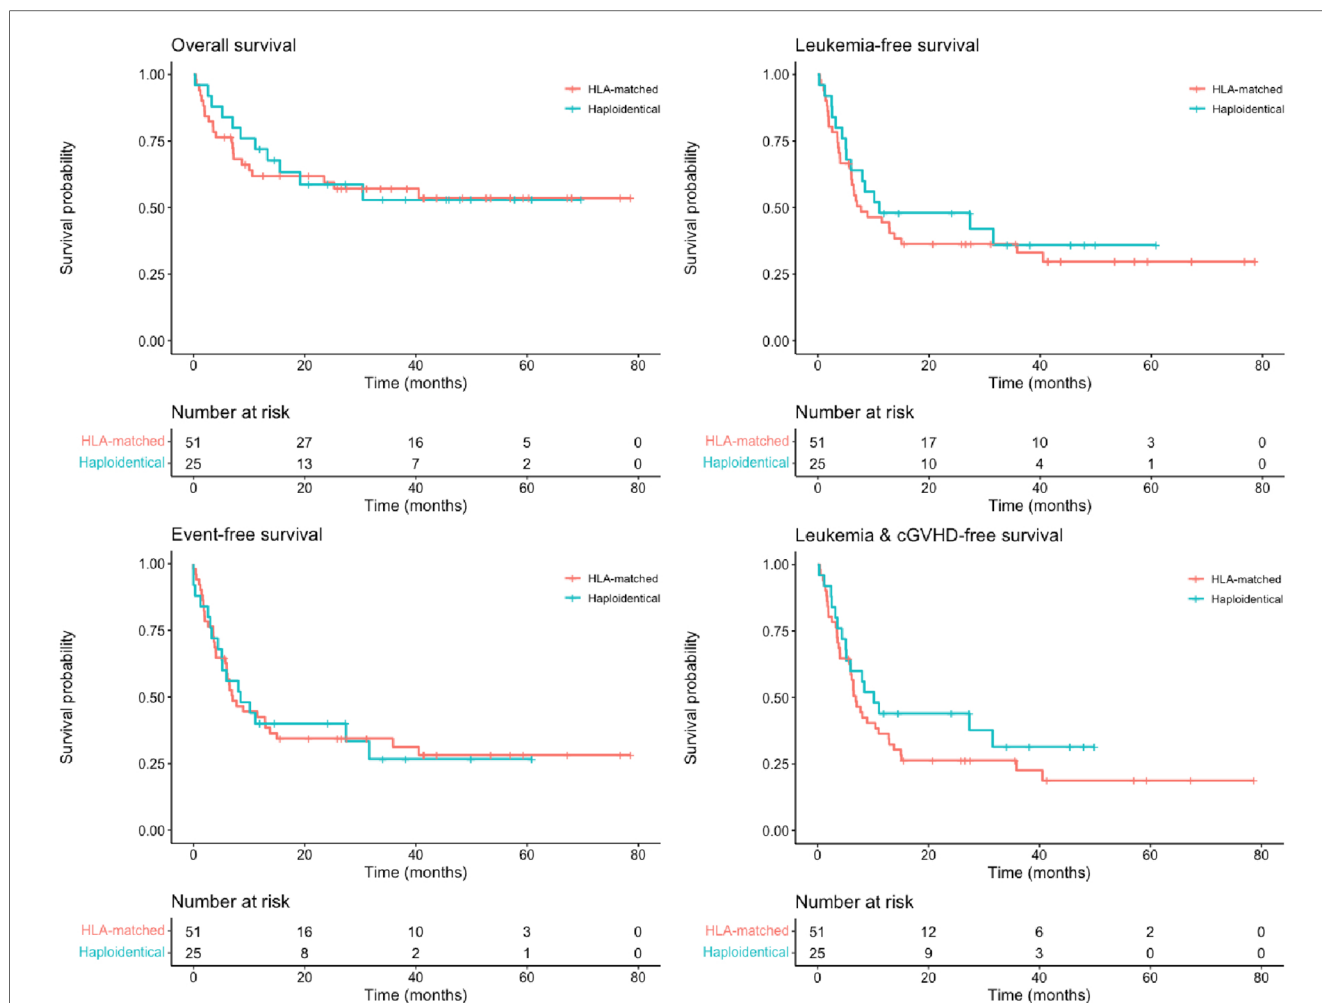 Overall survival
1.00
0.75
0.50
0.25
0.00
Survival probability
HLA-matched
Haploidentical
0 20 40 60 80
Time (months)
Number at risk
HLA-matched 51 27 16 5 0
Haploidentical 25 13 7 2 0
0 20 40 60 80
Time (months)
Leukemia-free survival
1.00
0.75
0.50
0.25
0.00
Survival probability
HLA-matched
Haploidentical
0 20 40 60 80
Time (months)
Number at risk
HLA-matched 51 17 10 3 0
Haploidentical 25 10 4 1 0
0 20 40 60 80
Time (months)
Event-free survival
1.00
0.75
0.50
0.25
0.00
Survival probability
HLA-matched
Haploidentical
0 20 40 60 80
Time (months)
Number at risk
HLA-matched 51 16 10 3 0
Haploidentical 25 8 2 1 0
0 20 40 60 80
Time (months)
Leukemia & cGVHD-free survival
1.00
0.75
0.50
0.25
0.00
Survival probability
HLA-matched
Haploidentical
0 20 40 60 80
Time (months)
Number at risk
HLA-matched 51 12 6 2 0
Haploidentical 25 9 3 0 0
0 20 40 60 80
Time (months)